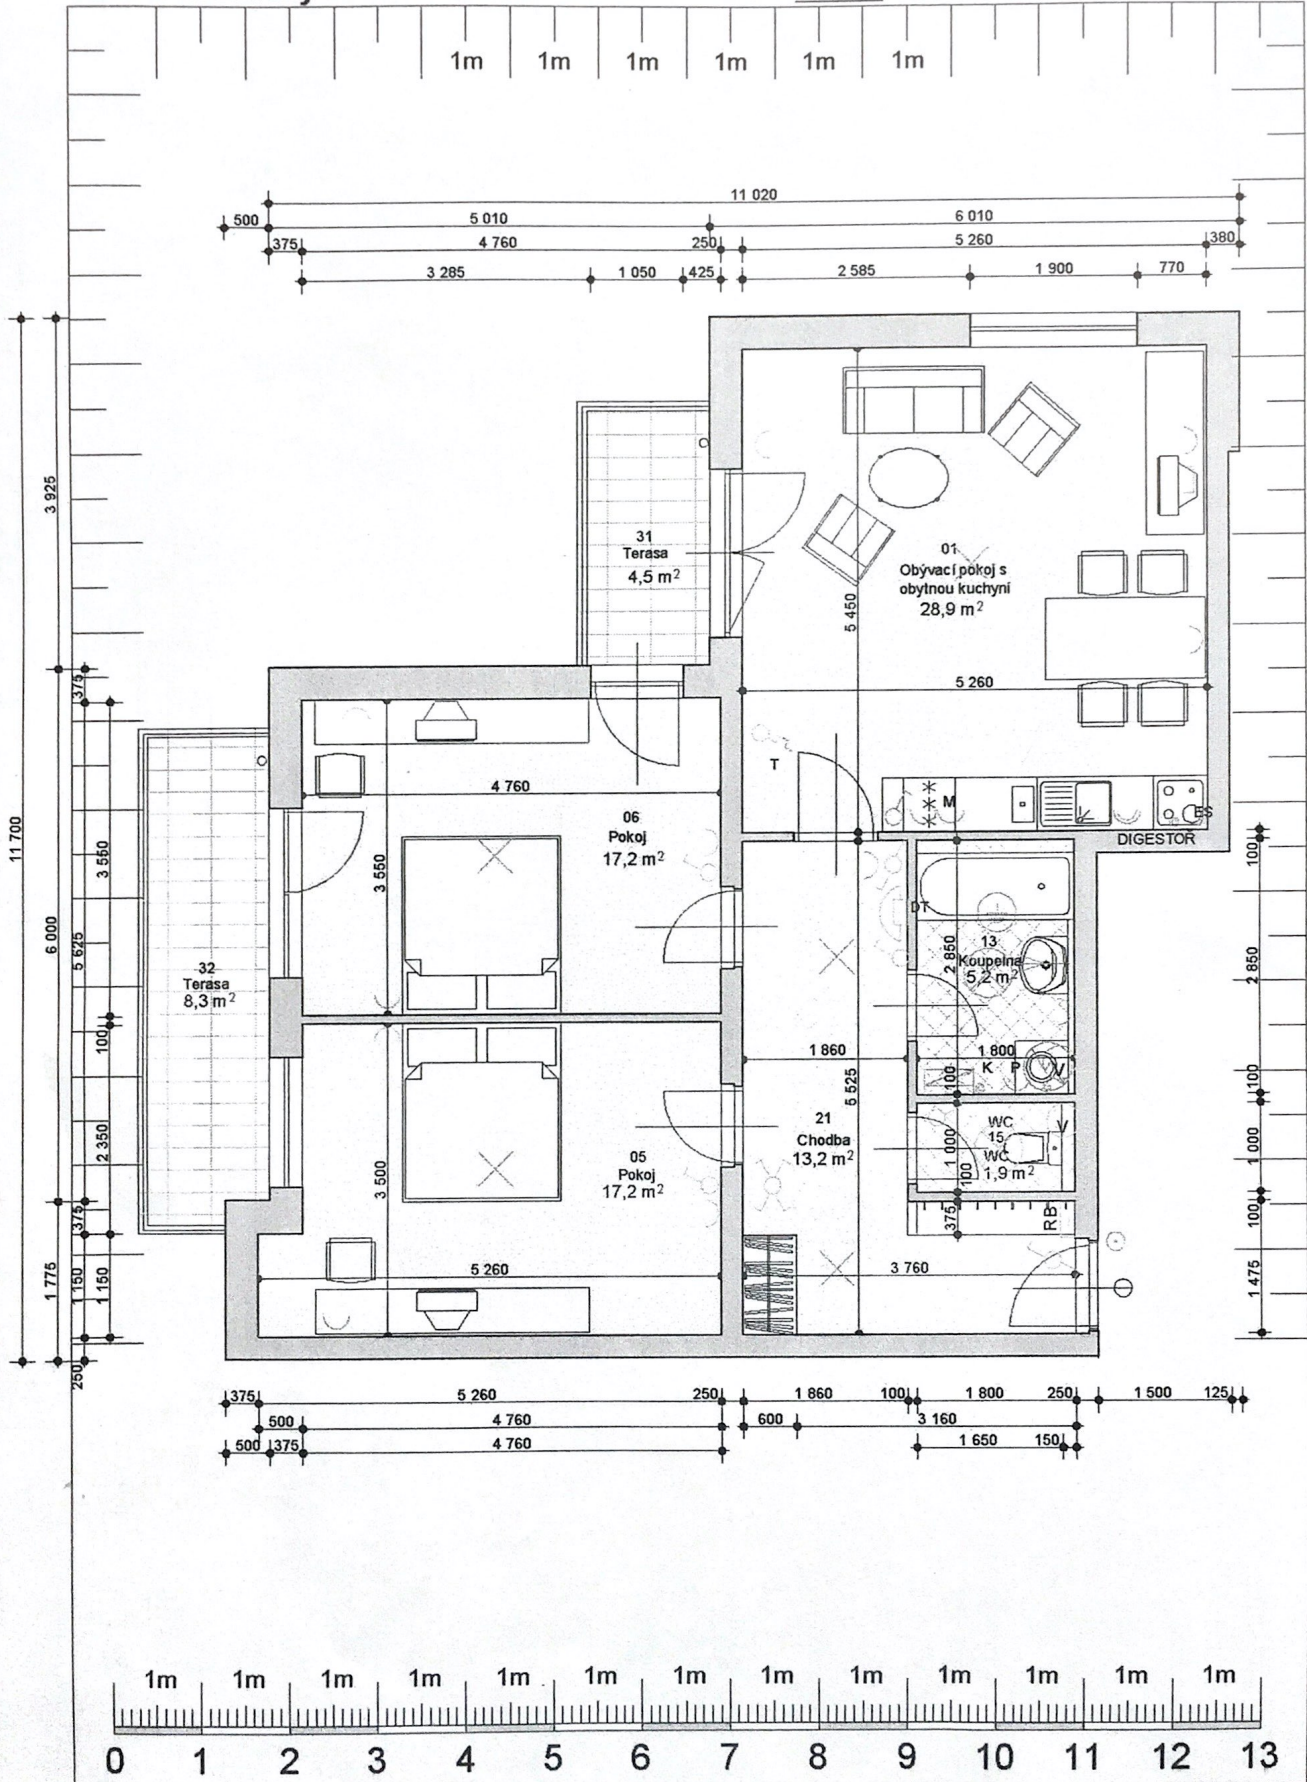 1m 1m 1m 1m 1m 1m
11 020
500 5 010 6 010
375 4 760 250 5 260 380
3 285 1 050 425 2 585 1 900 770
3 925
31
Terasa
4,5 m²
01
Obývací pokoj s
obytnou kuchyní
28,9 m²
5 450
5 260
375
T
4 760
M
ES
DIGESTOŘ
06
Pokoj
17,2 m²
100
11 700
3 550
3 550
DT
6 000
5 625
32
Terasa
8,3 m²
2 850
13
Koupelna
5,2 m²
2 850
100
1 860
1 800
K P V
100
100
5 525
2 350
3 500
05
Pokoj
17,2 m²
21
Chodba
13,2 m²
1 000
WC
15
WC
1,9 m²
V
1 000
100
375
375
RB
100
1 775
1 150
1 150
5 260
3 760
1 475
250
375 5 260 250 1 860 100 1 800 250 1 500 125
500 4 760 600 3 160
500 375 4 760 1 650 150
1m 1m 1m 1m 1m 1m 1m 1m 1m 1m 1m 1m 1m
0 1 2 3 4 5 6 7 8 9 10 11 12 13